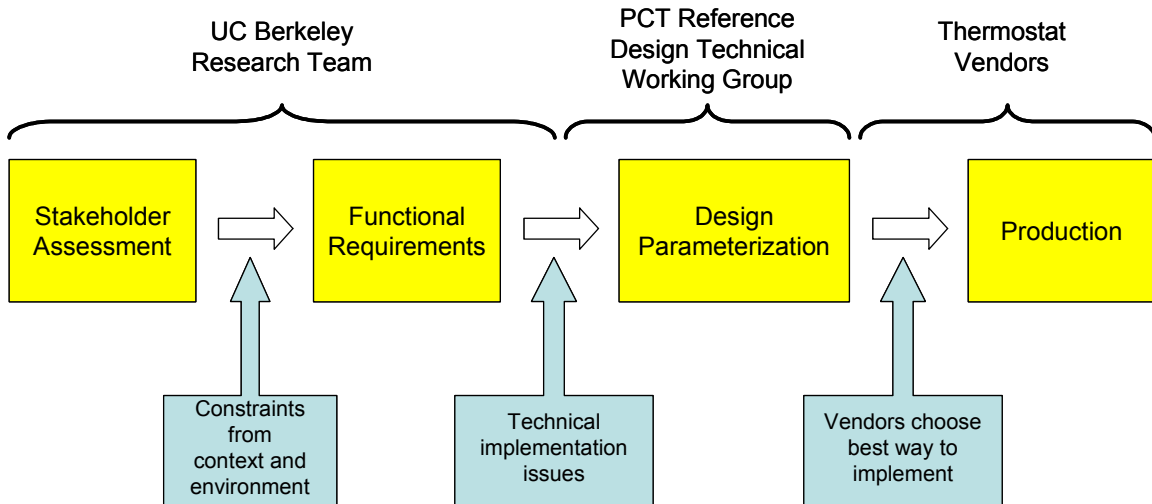 UC Berkeley
Research Team
PCT Reference
Design Technical
Working Group
Thermostat
Vendors
Stakeholder
Assessment
Functional
Requirements
Design
Parameterization
Production
Constraints
from
context and
environment
Technical
implementation
issues
Vendors choose
best way to
implement